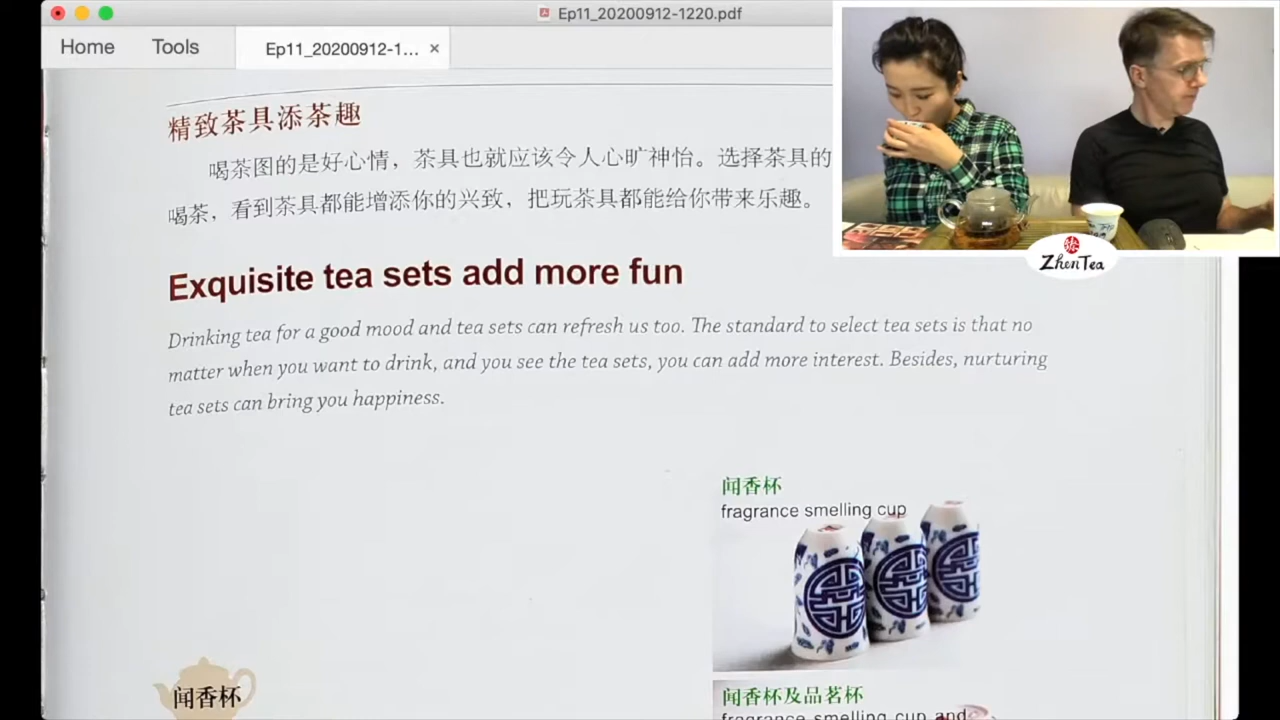 Ep11_20200912-1220.pdf
Home
Tools
Ep11_20200912-1... ×
精致茶具添茶趣
喝茶图的是好心情，茶具也就应该令人心旷神怡。选择茶具的
喝茶，看到茶具都能增添你的兴致，把玩茶具都能给你带来乐趣。
Exquisite tea sets add more fun
Drinking tea for a good mood and tea sets can refresh us too. The standard to select tea sets is that no
matter when you want to drink, and you see the tea sets, you can add more interest. Besides, nurturing
tea sets can bring you happiness.
闻香杯
fragrance smelling cup
闻香杯
闻香杯及品茗杯
fragrance smelling cup and
ZhenTea